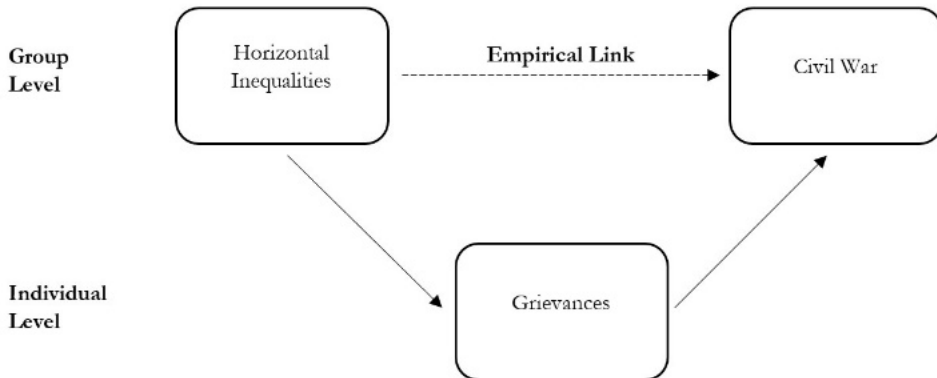 Group
Level
Horizontal
Inequalities
Empirical Link
Civil War
Individual
Level
Grievances